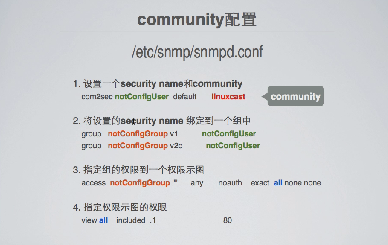 community配置
/etc/snmp/snmpd.conf
1. 设置一个security name和community
com2sec notConfigUser default linuxcast
community
2. 将设置的security name 绑定到一个组中
group notConfigGroup v1 notConfigUser
group notConfigGroup v2c notConfigUser
3. 指定组的权限到一个权限示图
access notConfigGroup "" any noauth exact all none none
4. 指定权限示图的权限
view all included .1 80